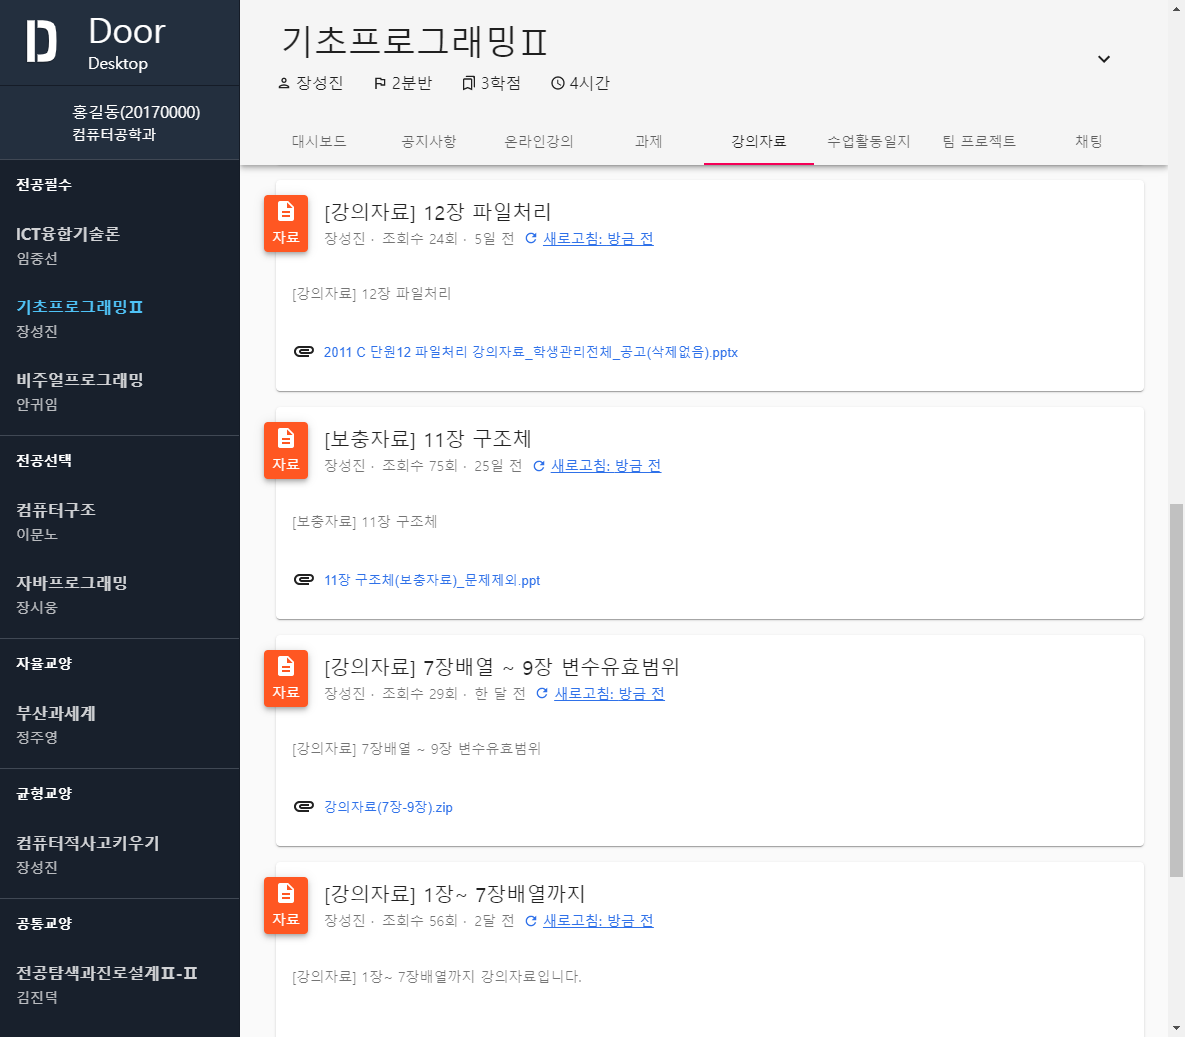 Door
Desktop
홍길동(20170000)
컴퓨터공학과
전공필수
ICT융합기술론
임중선
기초프로그래밍Ⅱ
장성진
비주얼프로그래밍
안귀임
전공선택
컴퓨터구조
이문노
자바프로그래밍
장시웅
자율교양
부산과세계
정주영
균형교양
컴퓨터적사고키우기
장성진
공통교양
전공탐색과진로설계Ⅱ-Ⅱ
김진덕
기초프로그래밍Ⅱ
장성진 2분반 3학점 4시간
대시보드 공지사항 온라인강의 과제 강의자료 수업활동일지 팀 프로젝트 채팅
자료
[강의자료] 12장 파일처리
장성진 · 조회수 24회 · 5일 전 새로고침: 방금 전
[강의자료] 12장 파일처리
2011 C 단원12 파일처리 강의자료_학생관리전체_공고(삭제없음).pptx
자료
[보충자료] 11장 구조체
장성진 · 조회수 75회 · 25일 전 새로고침: 방금 전
[보충자료] 11장 구조체
11장 구조체(보충자료)_문제제외.ppt
자료
[강의자료] 7장배열 ~ 9장 변수유효범위
장성진 · 조회수 29회 · 한 달 전 새로고침: 방금 전
[강의자료] 7장배열 ~ 9장 변수유효범위
강의자료(7장-9장).zip
자료
[강의자료] 1장~ 7장배열까지
장성진 · 조회수 56회 · 2달 전 새로고침: 방금 전
[강의자료] 1장~ 7장배열까지 강의자료입니다.